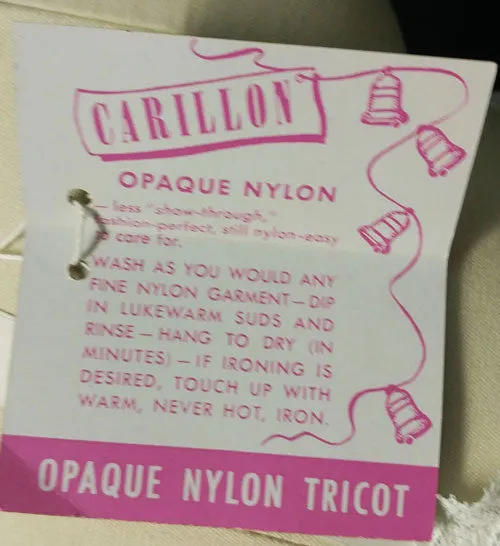 CARILLON
OPAQUE NYLON
— less "show-through,"
fashion-perfect, still nylon-easy
to care for.
WASH AS YOU WOULD ANY
FINE NYLON GARMENT—DIP
IN LUKEWARM SUDS AND
RINSE—HANG TO DRY (IN
MINUTES)—IF IRONING IS
DESIRED, TOUCH UP WITH
WARM, NEVER HOT, IRON.
OPAQUE NYLON TRICOT